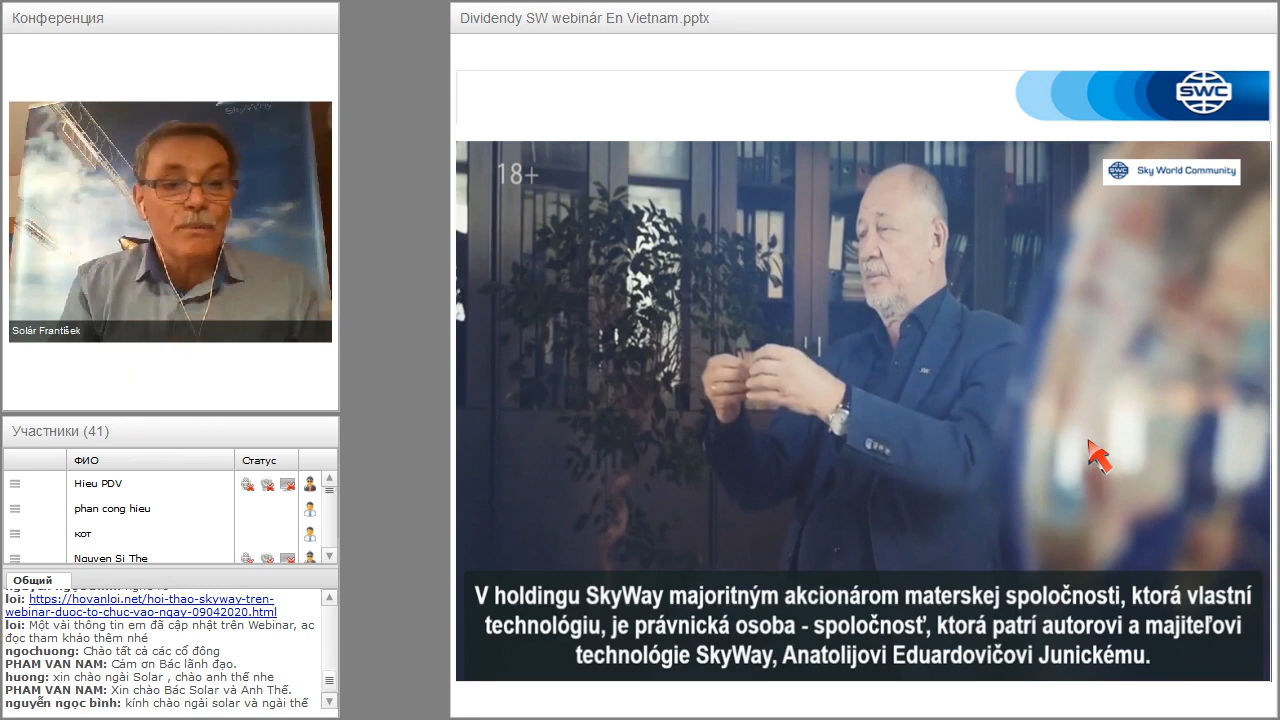 Конференция
SkyWay
Solár František
Участники (41)
ФИО
Статус
Hieu PDV
phan cong hieu
кот
Nguyen Si The
Общий
loi: https://hovanloi.net/hoi-thao-skyway-tren-
webinar-duoc-to-chuc-vao-ngay-09042020.html
loi: Một vài thông tin em đã cập nhật trên Webinar, ac
đọc tham khảo thêm nhé
ngochuong: Chào tất cả các cổ đông
PHAM VAN NAM: Cảm ơn Bác lãnh đạo.
huong: xin chào ngài Solar , chào anh thế nhe
PHAM VAN NAM: Xin chào Bác Solar và Anh Thế.
nguyễn ngọc bình: kính chào ngài solar và ngài thế
Dividendy SW webinár En Vietnam.pptx
SWC
18+
SWC Sky World Community
V holdingu SkyWay majoritným akcionárom materskej spoločnosti, ktorá vlastní
technológiu, je právnická osoba - spoločnosť, ktorá patrí autorovi a majiteľovi
technológie SkyWay, Anatolijovi Eduardovičovi Junickému.